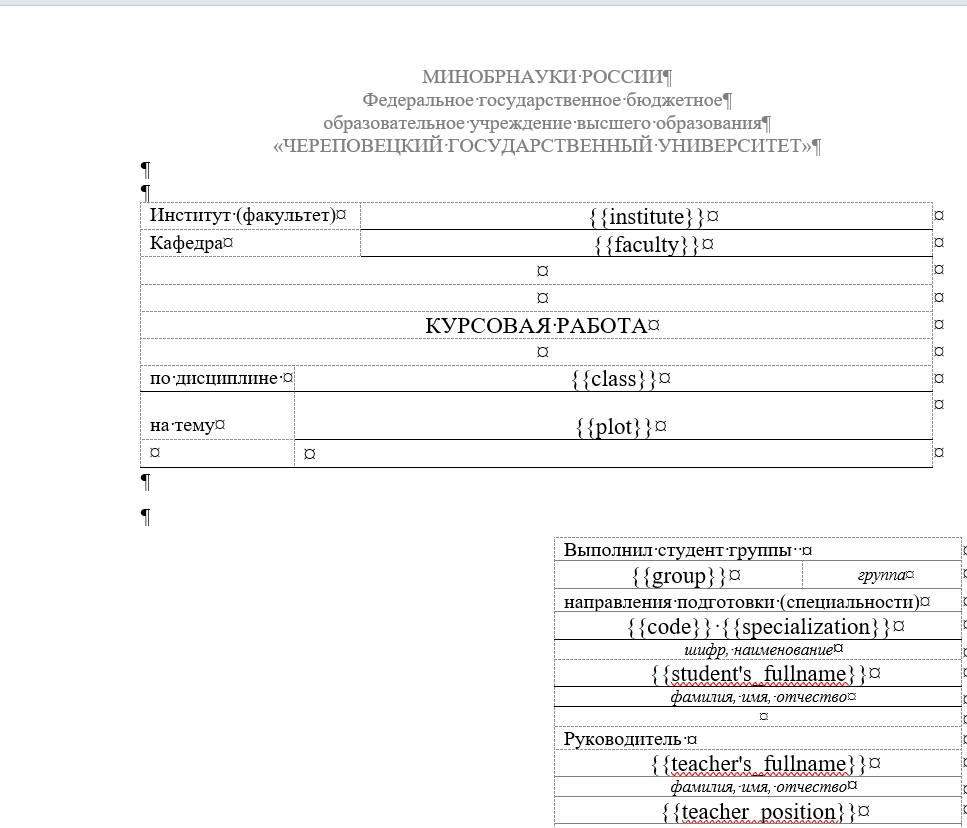 МИНОБРНАУКИ РОССИИ
Федеральное государственное бюджетное
образовательное учреждение высшего образования
«ЧЕРЕПОВЕЦКИЙ ГОСУДАРСТВЕННЫЙ УНИВЕРСИТЕТ»
Институт (факультет) {{institute}}
Кафедра {{faculty}}
КУРСОВАЯ РАБОТА
по дисциплине {{class}}
на тему {{plot}}
Выполнил студент группы
{{group}} группа
направления подготовки (специальности)
{{code}} {{specialization}}
шифр, наименование
{{student's_fullname}}
фамилия, имя, отчество
Руководитель
{{teacher's_fullname}}
фамилия, имя, отчество
{{teacher_position}}